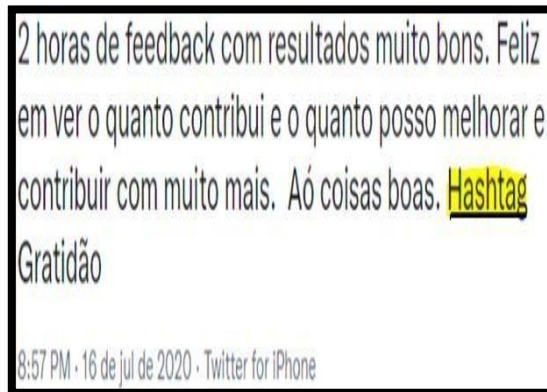 2 horas de feedback com resultados muito bons. Feliz
em ver o quanto contribui e o quanto posso melhorar e
contribuir com muito mais. Aó coisas boas. Hashtag
Gratidão
8:57 PM · 16 de jul de 2020 · Twitter for iPhone